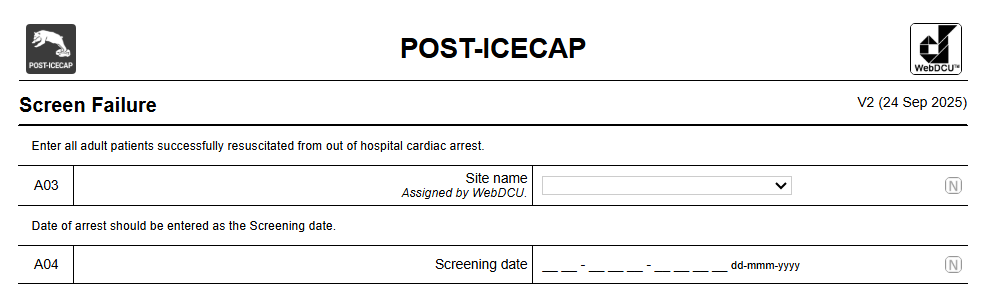 POST-ICECAP
POST-ICECAP
WebDCU™
Screen Failure
V2 (24 Sep 2025)
Enter all adult patients successfully resuscitated from out of hospital cardiac arrest.
A03
Site name
Assigned by WebDCU.
N
Date of arrest should be entered as the Screening date.
A04
Screening date
__ __ - __ __ __ - __ __ __ __ dd-mmm-yyyy
N